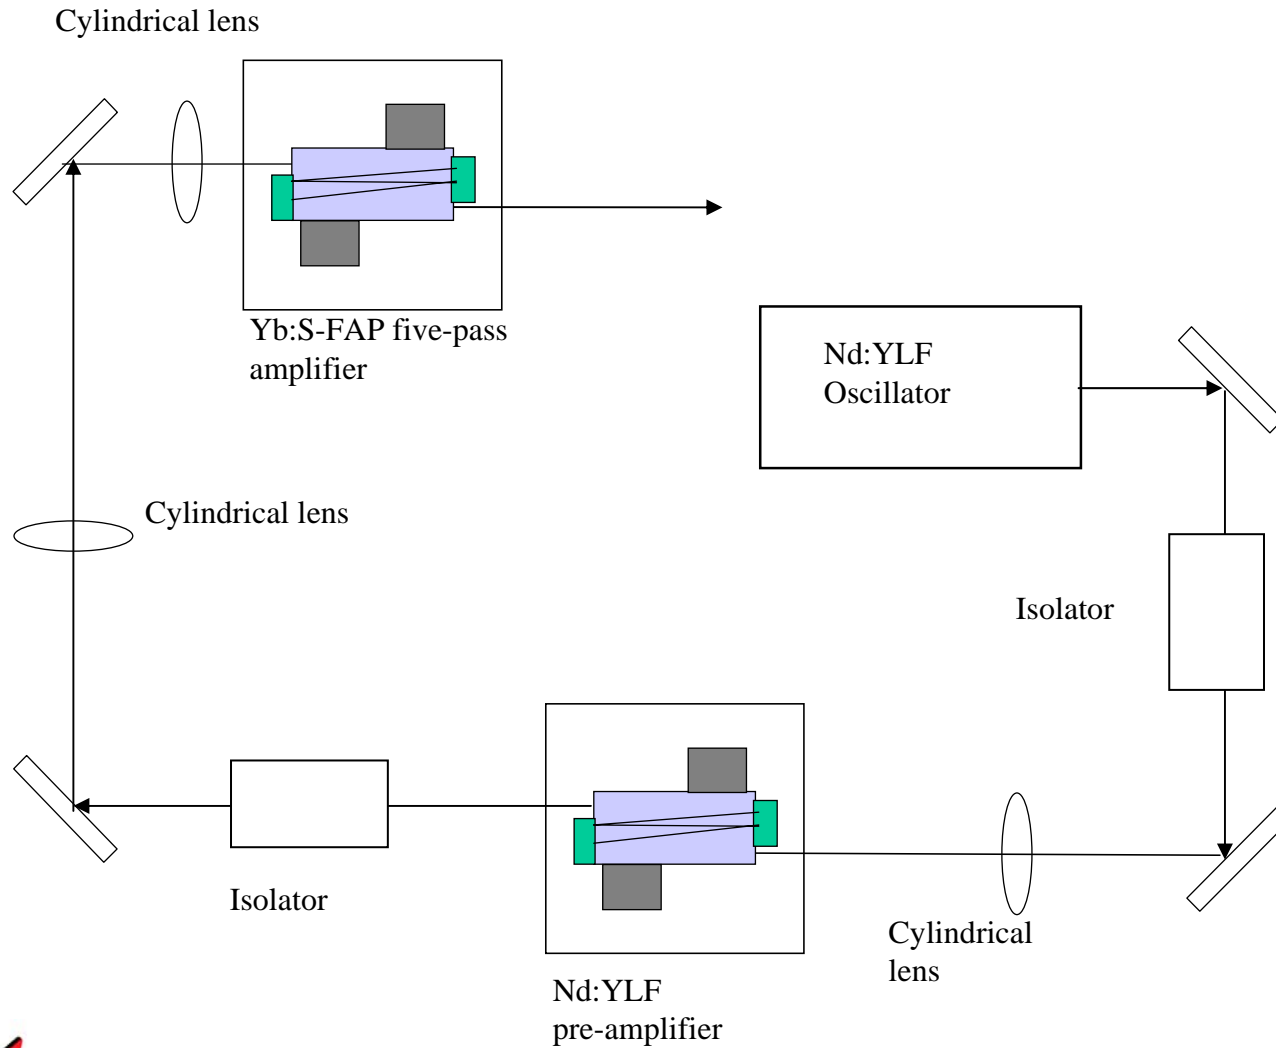 Cylindrical lens
Yb:S-FAP five-pass
amplifier
Nd:YLF
Oscillator
Cylindrical lens
Isolator
Isolator
Cylindrical
lens
Nd:YLF
pre-amplifier